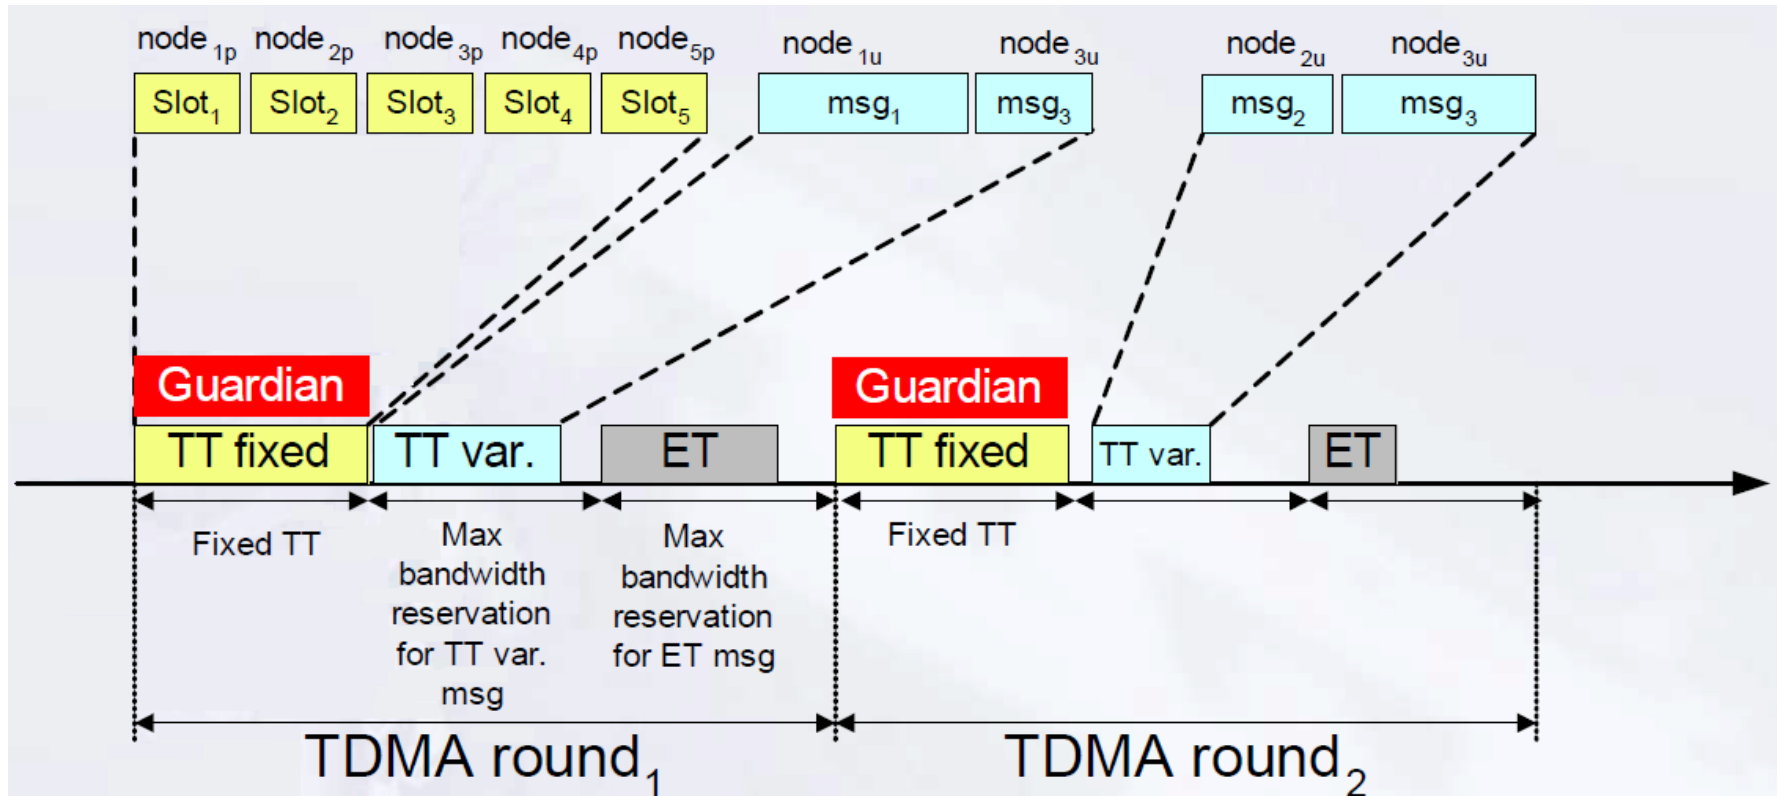 node1p node2p node3p node4p node5p node1u node3u node2u node3u
Slot1 Slot2 Slot3 Slot4 Slot5 msg1 msg3 msg2 msg3
Guardian Guardian
TT fixed TT var. ET TT fixed TT var. ET
Fixed TT
Max
bandwidth
reservation
for TT var.
msg
Max
bandwidth
reservation
for ET msg
Fixed TT
TDMA round1 TDMA round2